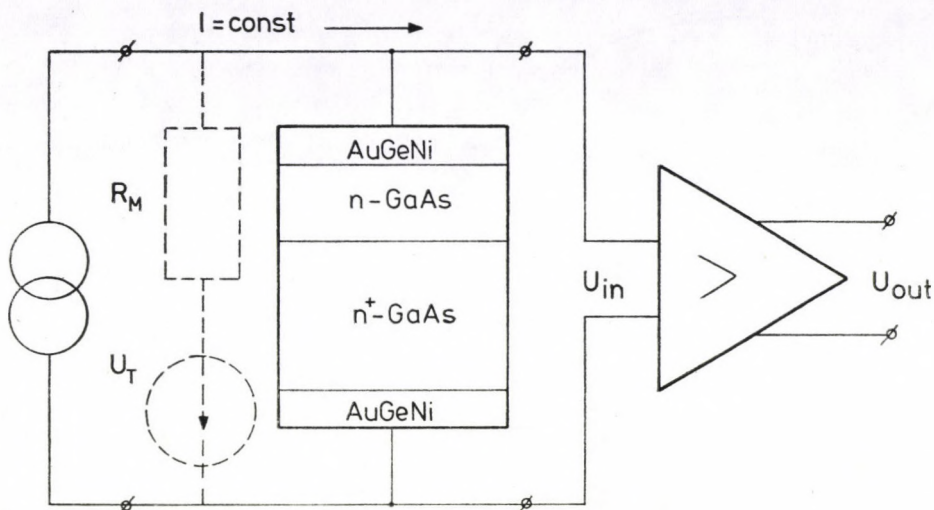 I = const
AuGeNi
R_M
n-GaAs
n⁺-GaAs
U_in
>
U_out
U_T
AuGeNi